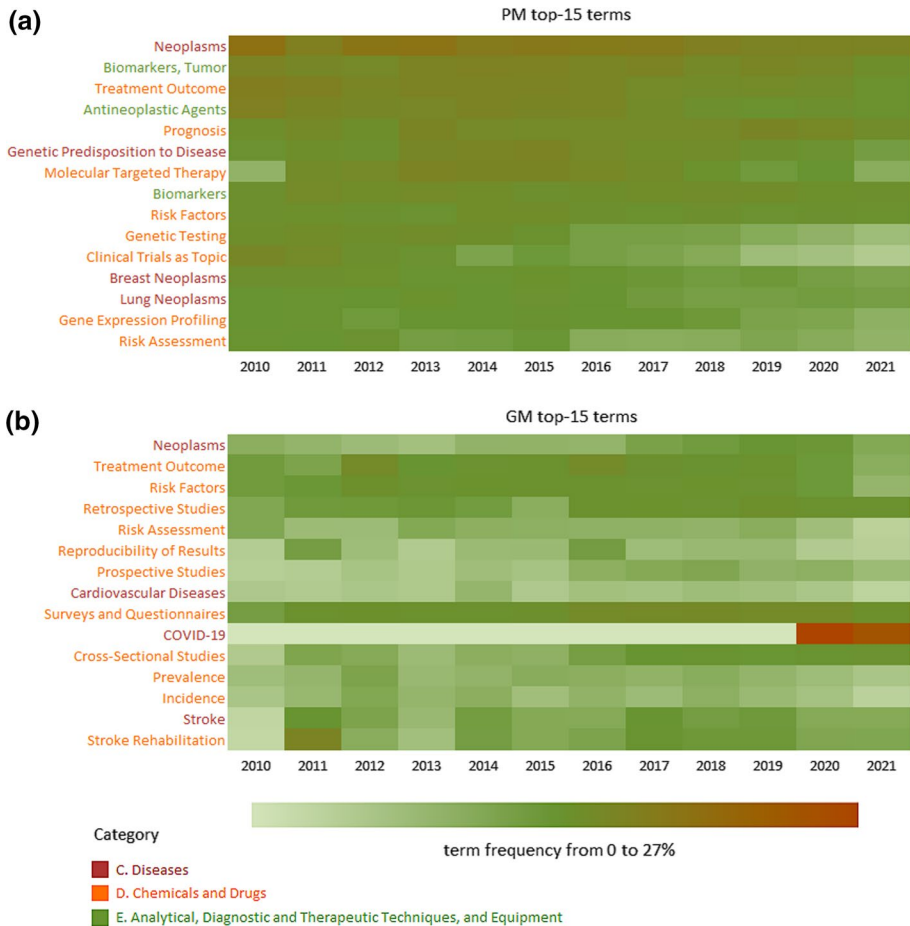 (a)
PM top-15 terms
Neoplasms
Biomarkers, Tumor
Treatment Outcome
Antineoplastic Agents
Prognosis
Genetic Predisposition to Disease
Molecular Targeted Therapy
Biomarkers
Risk Factors
Genetic Testing
Clinical Trials as Topic
Breast Neoplasms
Lung Neoplasms
Gene Expression Profiling
Risk Assessment
2010 2011 2012 2013 2014 2015 2016 2017 2018 2019 2020 2021
(b)
GM top-15 terms
Neoplasms
Treatment Outcome
Risk Factors
Retrospective Studies
Risk Assessment
Reproducibility of Results
Prospective Studies
Cardiovascular Diseases
Surveys and Questionnaires
COVID-19
Cross-Sectional Studies
Prevalence
Incidence
Stroke
Stroke Rehabilitation
2010 2011 2012 2013 2014 2015 2016 2017 2018 2019 2020 2021
term frequency from 0 to 27%
Category
C. Diseases
D. Chemicals and Drugs
E. Analytical, Diagnostic and Therapeutic Techniques, and Equipment